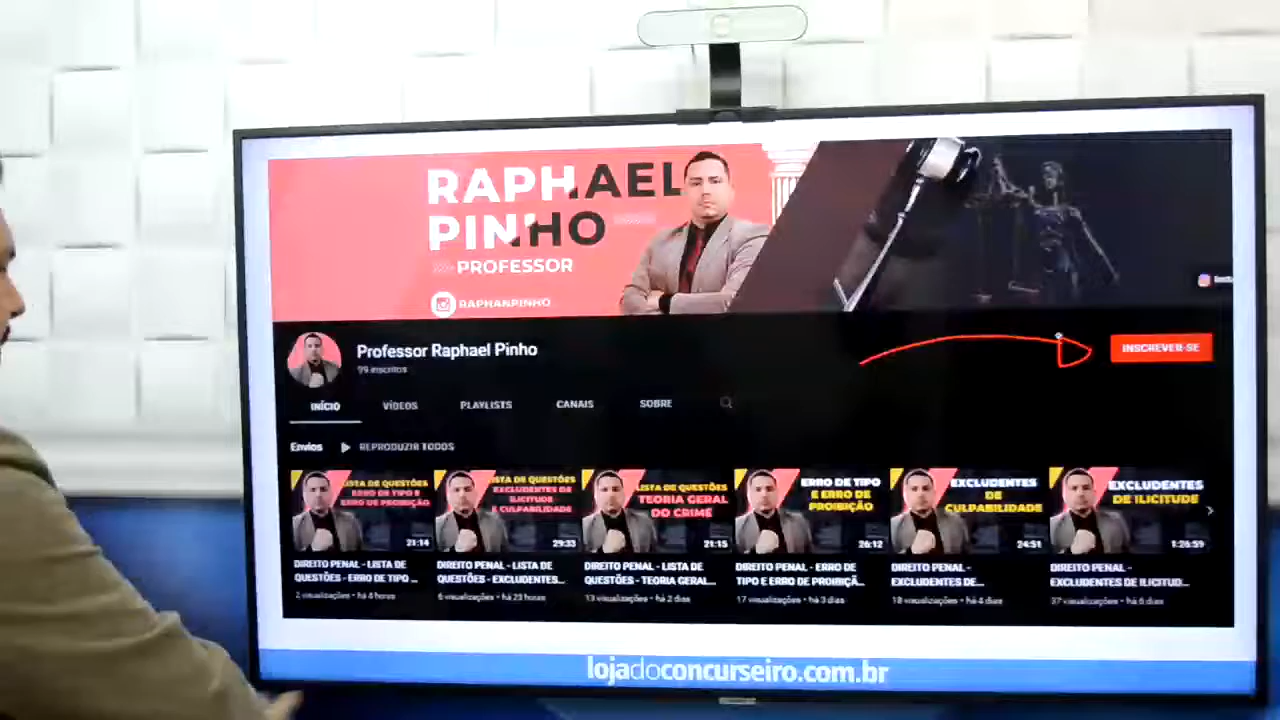 RAPHAEL
PINHO
PROFESSOR
RAPHANPINHO
Professor Raphael Pinho
99 inscritos
INSCREVER-SE
INÍCIO VÍDEOS PLAYLISTS CANAIS SOBRE
Envios REPRODUZIR TODOS
LISTA DE QUESTÕES
ERRO DE TIPO E
ERRO DE PROIBIÇÃO
21:14
LISTA DE QUESTÕES
EXCLUDENTES DE
ILICITUDE
E CULPABILIDADE
29:33
LISTA DE QUESTÕES
TEORIA GERAL
DO CRIME
21:15
ERRO DE TIPO
E ERRO DE
PROIBIÇÃO
26:12
EXCLUDENTES
DE
CULPABILIDADE
24:51
EXCLUDENTES
DE ILICITUDE
1:26:59
DIREITO PENAL - LISTA DE
QUESTÕES - ERRO DE TIPO ...
2 visualizações • há 4 horas
DIREITO PENAL - LISTA DE
QUESTÕES - EXCLUDENTES...
6 visualizações • há 23 horas
DIREITO PENAL - LISTA DE
QUESTÕES - TEORIA GERAL...
13 visualizações • há 2 dias
DIREITO PENAL - ERRO DE
TIPO E ERRO DE PROIBIÇÃ...
17 visualizações • há 3 dias
DIREITO PENAL -
EXCLUDENTES DE...
18 visualizações • há 4 dias
DIREITO PENAL -
EXCLUDENTES DE ILICITUD...
37 visualizações • há 6 dias
lojadoconcurseiro.com.br